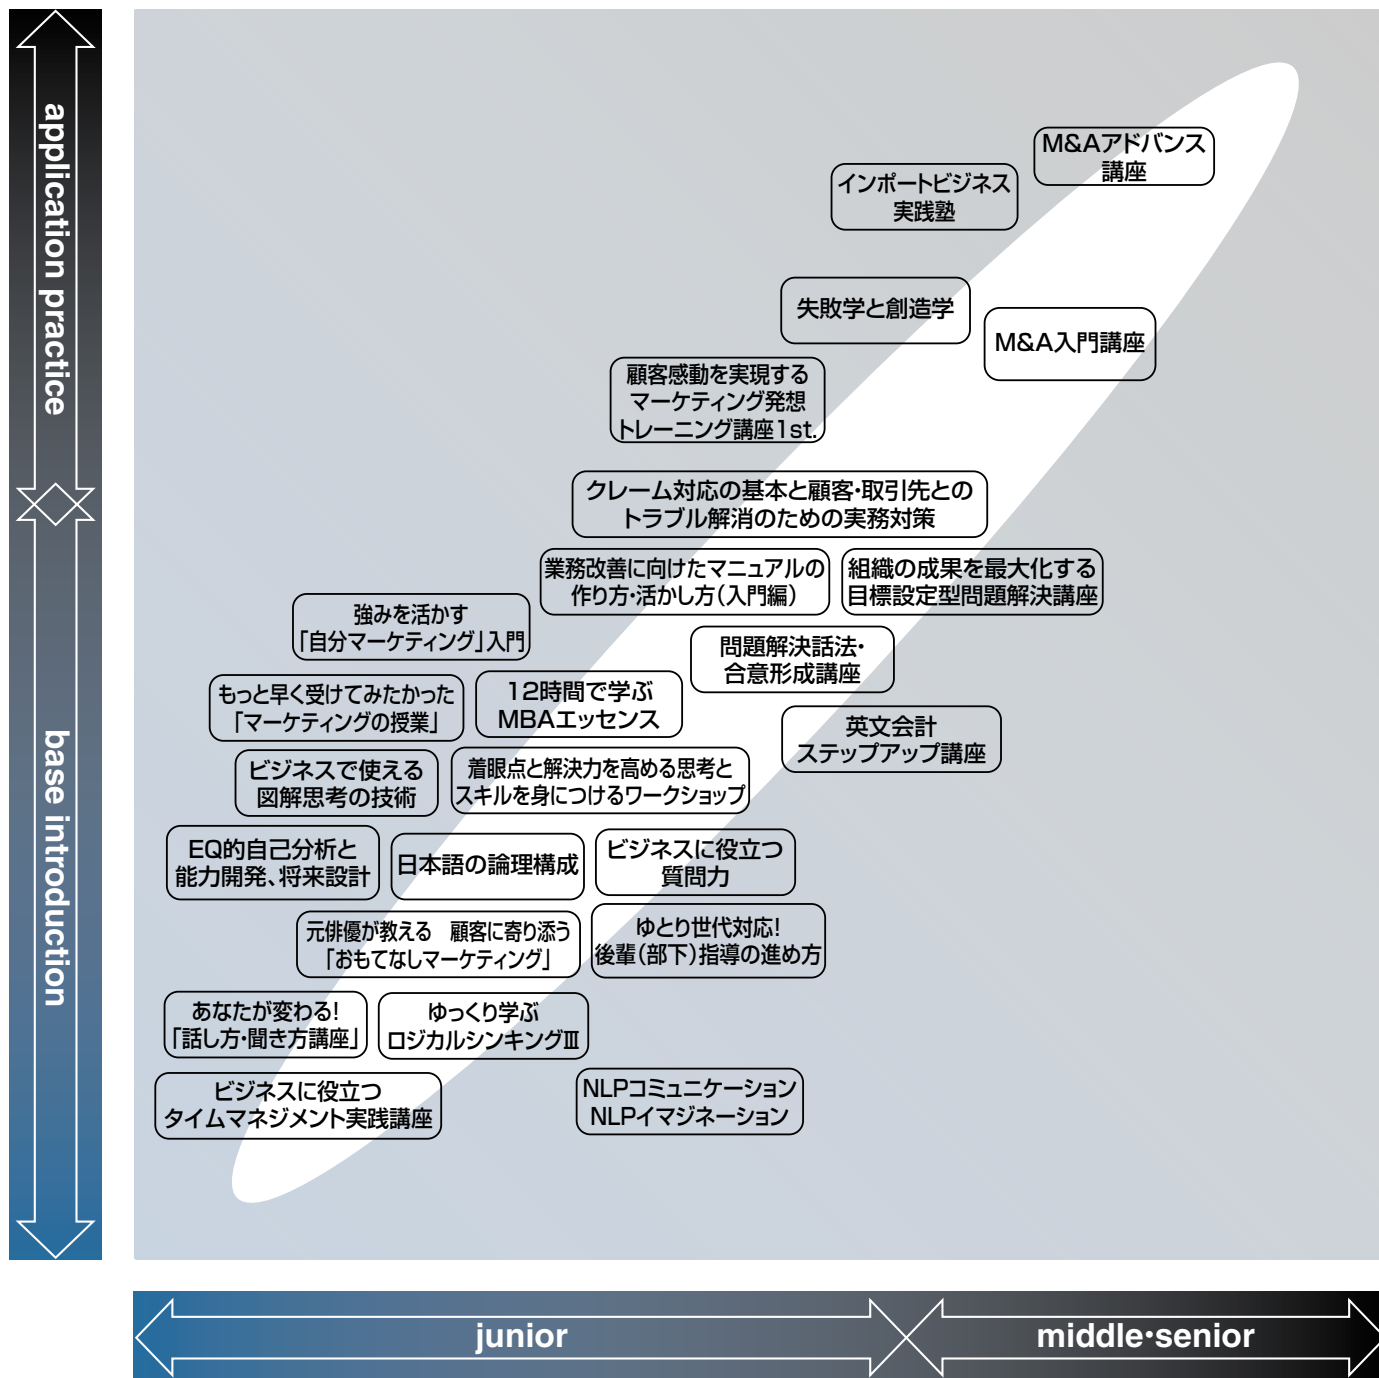 application practice
base introduction
M&Aアドバンス
講座
インポートビジネス
実践塾
失敗学と創造学
M&A入門講座
顧客感動を実現する
マーケティング発想
トレーニング講座1st.
クレーム対応の基本と顧客・取引先との
トラブル解消のための実務対策
業務改善に向けたマニュアルの
作り方・活かし方(入門編)
組織の成果を最大化する
目標設定型問題解決講座
強みを活かす
「自分マーケティング」入門
問題解決話法・
合意形成講座
もっと早く受けてみたかった
「マーケティングの授業」
12時間で学ぶ
MBAエッセンス
英文会計
ステップアップ講座
ビジネスで使える
図解思考の技術
着眼点と解決力を高める思考と
スキルを身につけるワークショップ
EQ的自己分析と
能力開発、将来設計
日本語の論理構成
ビジネスに役立つ
質問力
元俳優が教える　顧客に寄り添う
「おもてなしマーケティング」
ゆとり世代対応!
後輩(部下)指導の進め方
あなたが変わる!
「話し方・聞き方講座」
ゆっくり学ぶ
ロジカルシンキングⅢ
ビジネスに役立つ
タイムマネジメント実践講座
NLPコミュニケーション
NLPイマジネーション
junior
middle・senior